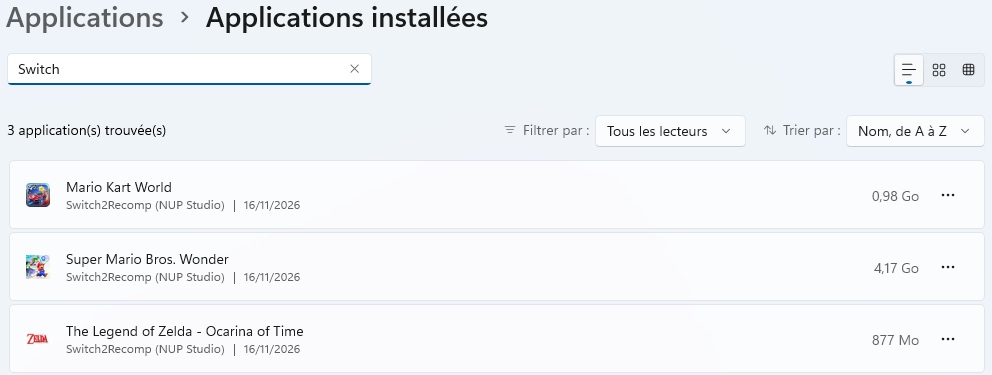 Applications > Applications installées
Switch
3 application(s) trouvée(s)
Filtrer par : Tous les lecteurs
Trier par : Nom, de A à Z
Mario Kart World
Switch2Recomp (NUP Studio) | 16/11/2026
0,98 Go
Super Mario Bros. Wonder
Switch2Recomp (NUP Studio) | 16/11/2026
4,17 Go
ZELDA
The Legend of Zelda - Ocarina of Time
Switch2Recomp (NUP Studio) | 16/11/2026
877 Mo